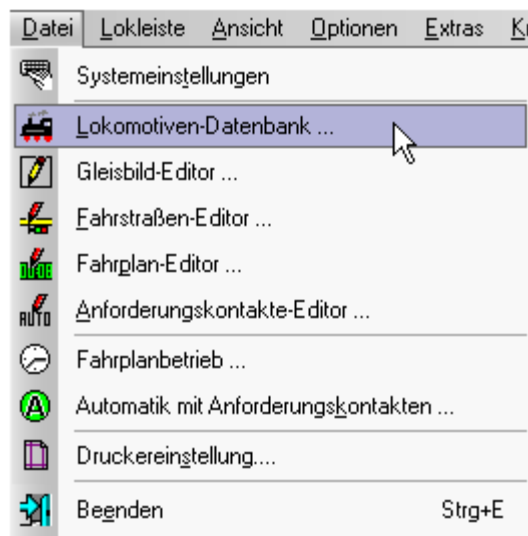 Datei Lokleiste Ansicht Optionen Extras
Systemeinstellungen
Lokomotiven-Datenbank ...
Gleisbild-Editor ...
Fahrstraßen-Editor ...
Fahrplan-Editor ...
AUTO Anforderungskontakte-Editor ...
Fahrplanbetrieb ...
A Automatik mit Anforderungskontakten ...
Druckereinstellung....
Beenden Strg+E